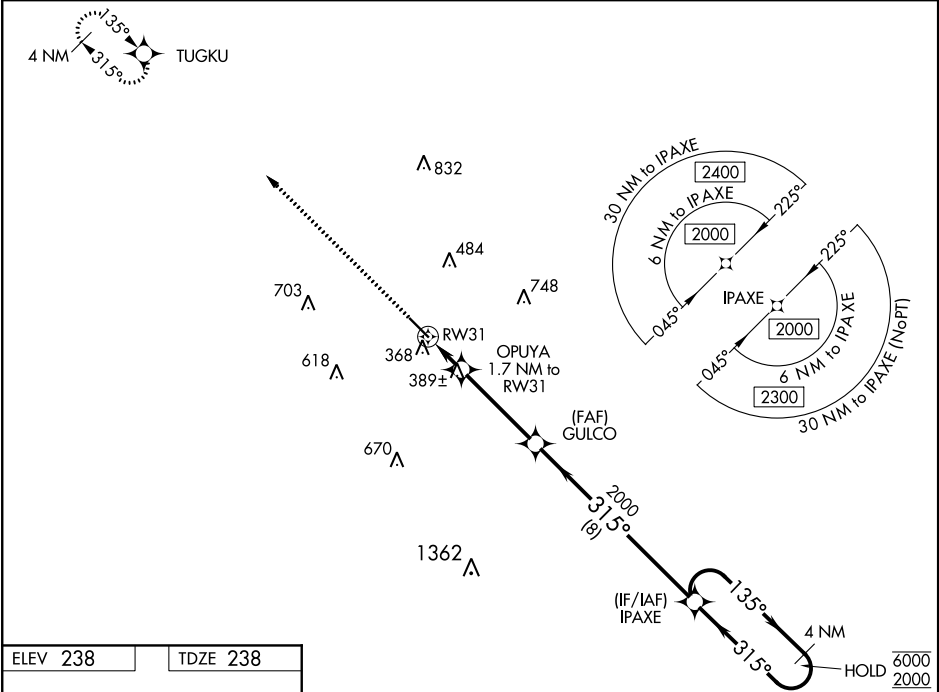 135°
4 NM
315°
TUGKU
832
484
748
703
618
RW31
368
389±
OPUYA
1.7 NM to
RW31
(FAF)
GULCO
670
1362
2000
315°
(8)
(IF/IAF)
IPAXE
135°
4 NM
315°
HOLD
6000
2000
30 NM to IPAXE
2400
6 NM to IPAXE
2000
225°
045°
IPAXE
225°
2000
6 NM to IPAXE
045°
2300
30 NM to IPAXE (NoPT)
ELEV 238
TDZE 238